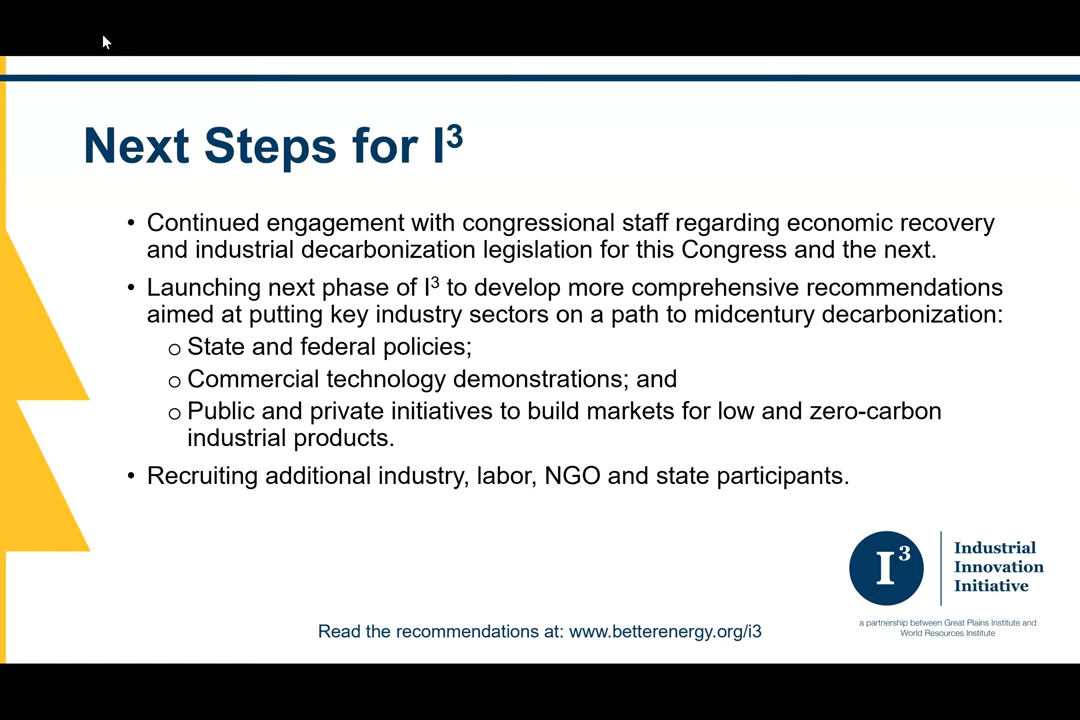 Next Steps for I³
• Continued engagement with congressional staff regarding economic recovery
and industrial decarbonization legislation for this Congress and the next.
• Launching next phase of I³ to develop more comprehensive recommendations
aimed at putting key industry sectors on a path to midcentury decarbonization:
o State and federal policies;
o Commercial technology demonstrations; and
o Public and private initiatives to build markets for low and zero-carbon
industrial products.
• Recruiting additional industry, labor, NGO and state participants.
I³
Industrial
Innovation
Initiative
a partnership between Great Plains Institute and
World Resources Institute
Read the recommendations at: www.betterenergy.org/i3